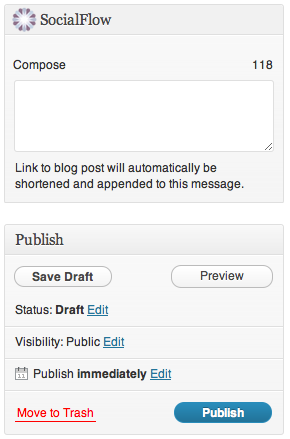 SocialFlow
Compose 118
Link to blog post will automatically be
shortened and appended to this message.
Publish
Save Draft Preview
Status: Draft Edit
Visibility: Public Edit
11 Publish immediately Edit
Move to Trash Publish